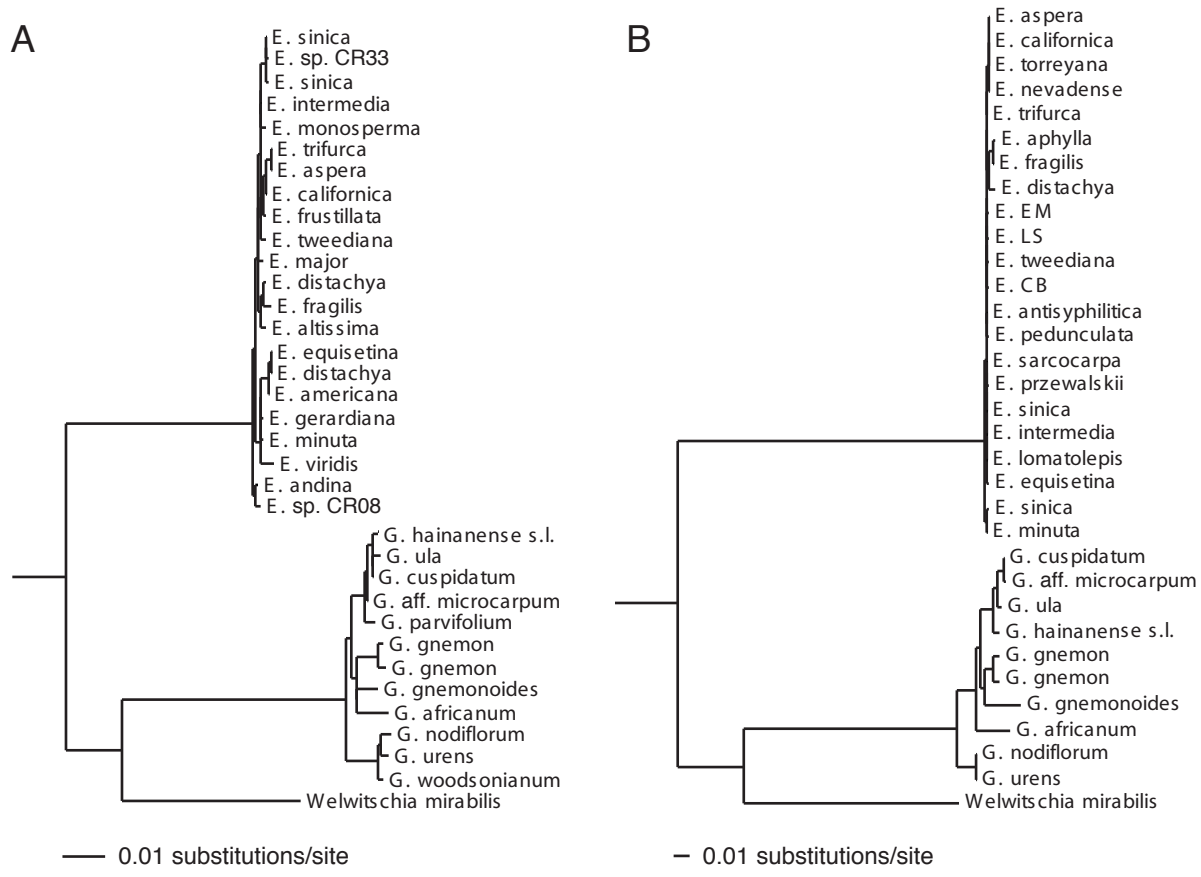 A
E. sinica
E. sp. CR33
E. sinica
E. intermedia
E. monosperma
E. trifurca
E. aspera
E. californica
E. frustillata
E. tweediana
E. major
E. distachya
E. fragilis
E. altissima
E. equisetina
E. distachya
E. americana
E. gerardiana
E. minuta
E. viridis
E. andina
E. sp. CR08
G. hainanense s.l.
G. ula
G. cuspidatum
G. aff. microcarpum
G. parvifolium
G. gnemon
G. gnemon
G. gnemonoides
G. africanum
G. nodiflorum
G. urens
G. woodsonianum
Welwitschia mirabilis
0.01 substitutions/site
B
E. aspera
E. californica
E. torreyana
E. nevadense
E. trifurca
E. aphylla
E. fragilis
E. distachya
E. EM
E. LS
E. tweediana
E. CB
E. antisyphilitica
E. pedunculata
E. sarcocarpa
E. przewalskii
E. sinica
E. intermedia
E. lomatolepis
E. equisetina
E. sinica
E. minuta
G. cuspidatum
G. aff. microcarpum
G. ula
G. hainanense s.l.
G. gnemon
G. gnemon
G. gnemonoides
G. africanum
G. nodiflorum
G. urens
Welwitschia mirabilis
0.01 substitutions/site